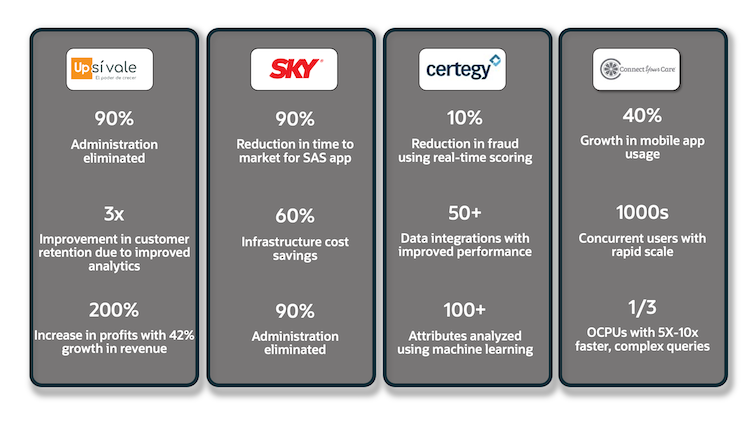 Up sí vale
El poder de crecer
90%
Administration
eliminated
3x
Improvement in customer
retention due to improved
analytics
200%
Increase in profits with 42%
growth in revenue
SKY
90%
Reduction in time to
market for SAS app
60%
Infrastructure cost
savings
90%
Administration
eliminated
certegy
10%
Reduction in fraud
using real-time scoring
50+
Data integrations with
improved performance
100+
Attributes analyzed
using machine learning
Connect Your Care
40%
Growth in mobile app
usage
1000s
Concurrent users with
rapid scale
1/3
OCPUs with 5X-10x
faster, complex queries